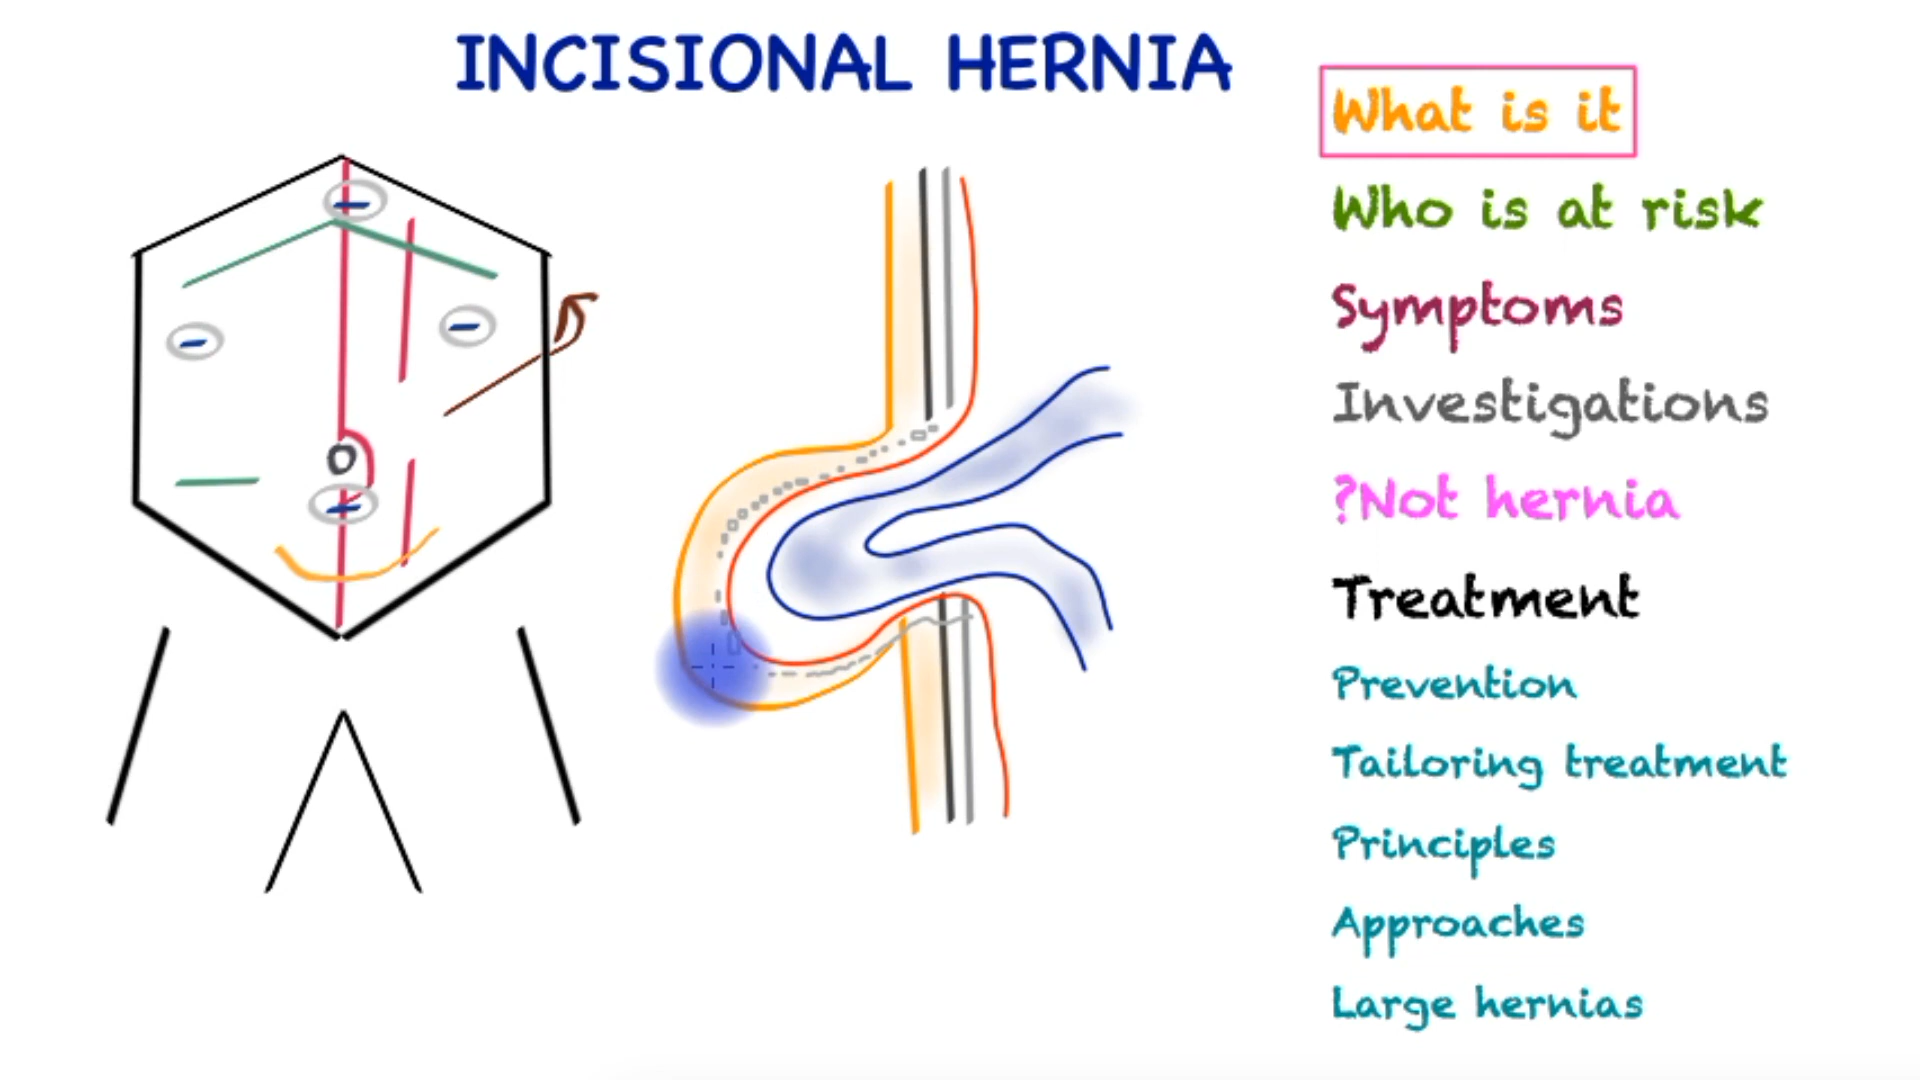 INCISIONAL HERNIA
What is it
Who is at risk
Symptoms
Investigations
?Not hernia
Treatment
Prevention
Tailoring treatment
Principles
Approaches
Large hernias